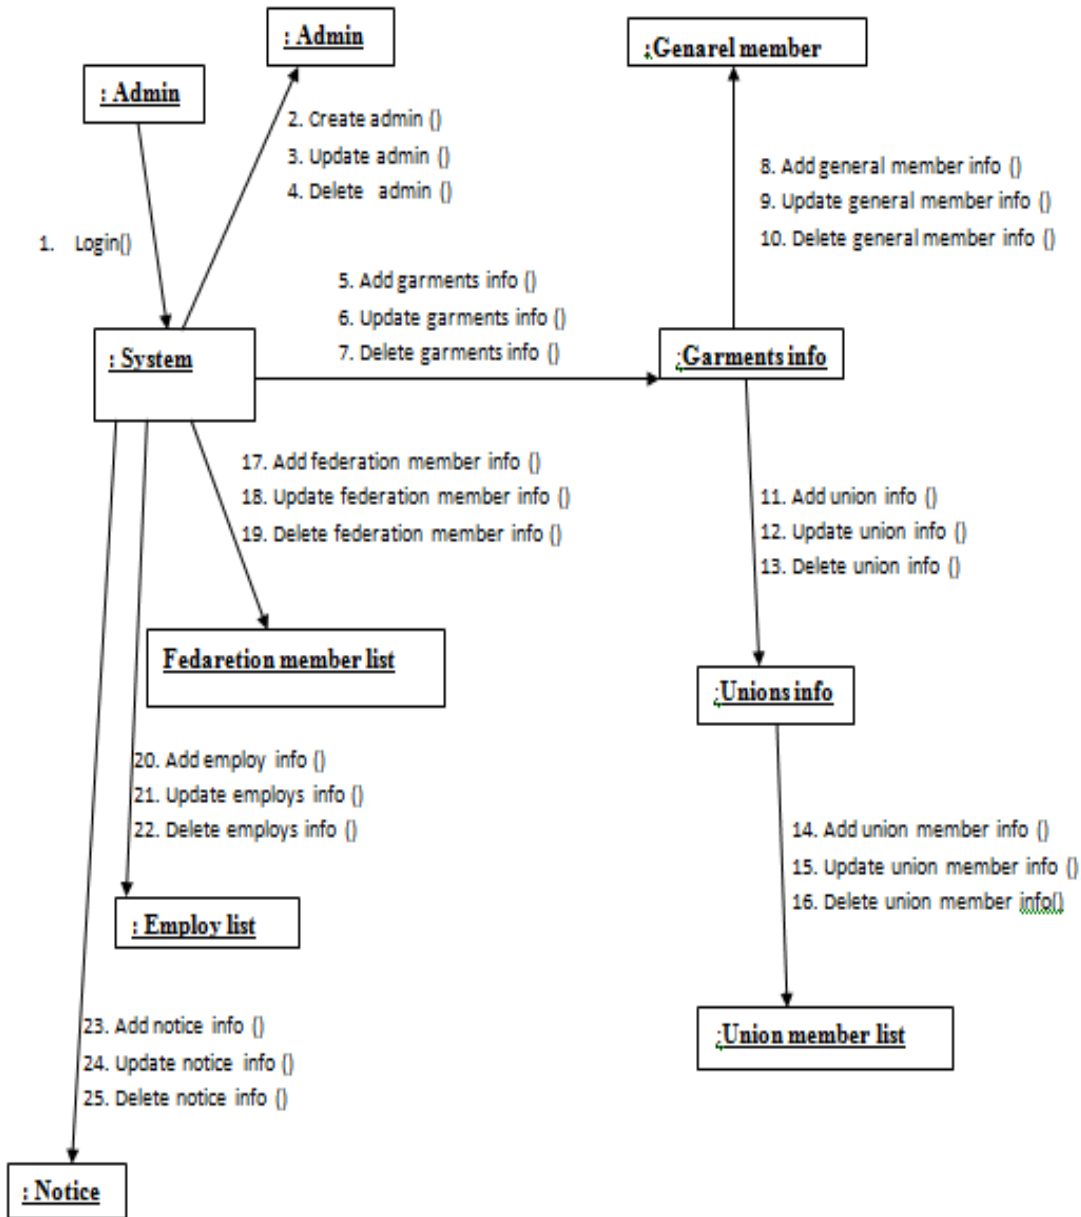 : Admin
;Genarel member
: Admin
2. Create admin ()
3. Update admin ()
4. Delete admin ()
8. Add general member info ()
9. Update general member info ()
10. Delete general member info ()
1. Login()
5. Add garments info ()
6. Update garments info ()
7. Delete garments info ()
: System
;Garments info
17. Add federation member info ()
18. Update federation member info ()
19. Delete federation member info ()
11. Add union info ()
12. Update union info ()
13. Delete union info ()
Fedaretion member list
;Unions info
20. Add employ info ()
21. Update employs info ()
22. Delete employs info ()
14. Add union member info ()
15. Update union member info ()
16. Delete union member info()
: Employ list
23. Add notice info ()
24. Update notice info ()
25. Delete notice info ()
;Union member list
: Notice